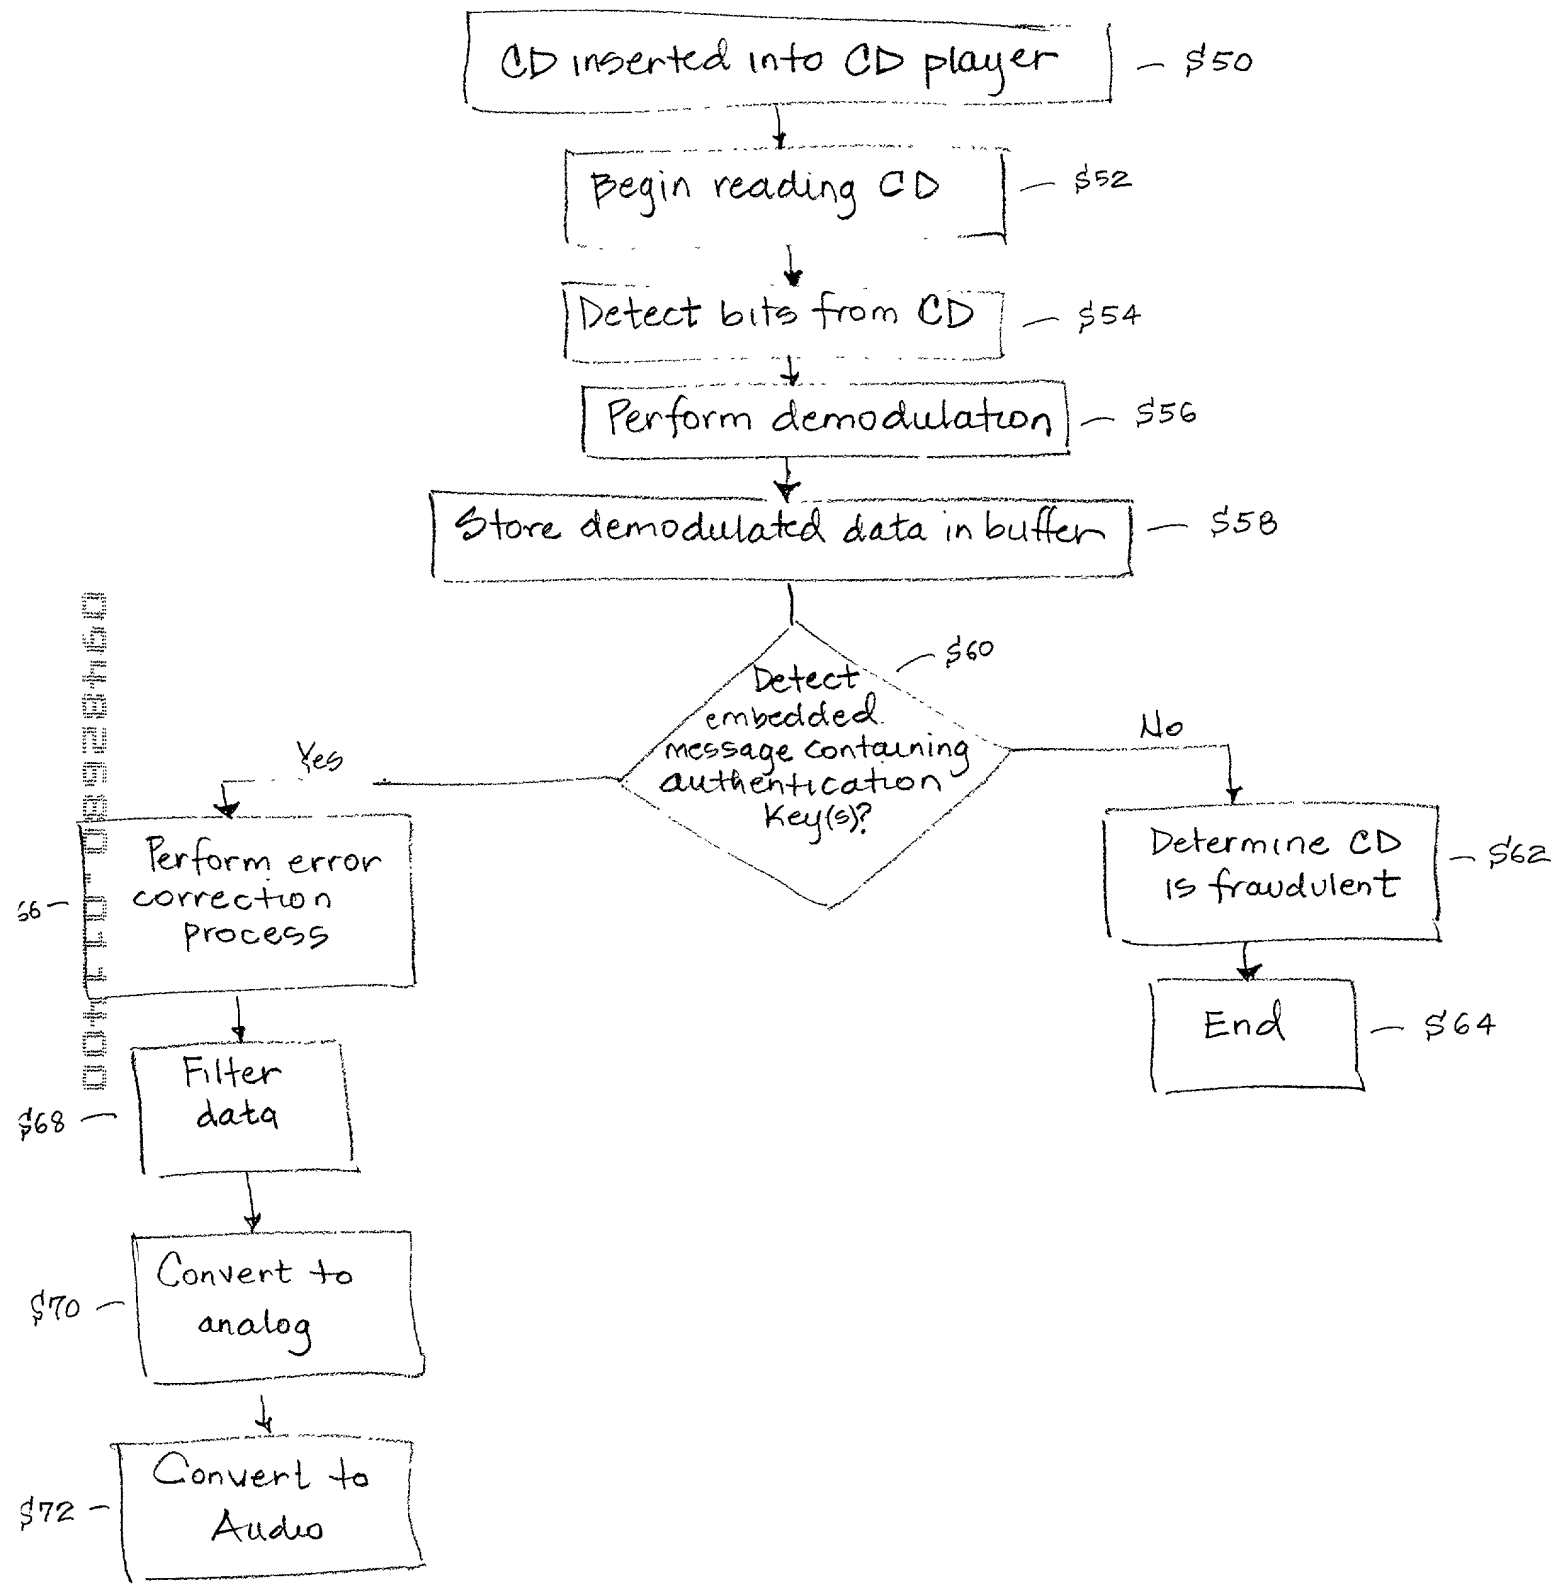 CD inserted into CD player
S50
Begin reading CD
S52
Detect bits from CD
S54
Perform demodulation
S56
Store demodulated data in buffer
S58
Detect
embedded
message containing
authentication
Key(s)?
S60
Yes
No
Perform error
correction
process
Determine CD
is fraudulent
S62
End
S64
Filter
data
S68
Convert to
analog
S70
Convert to
Audio
S72